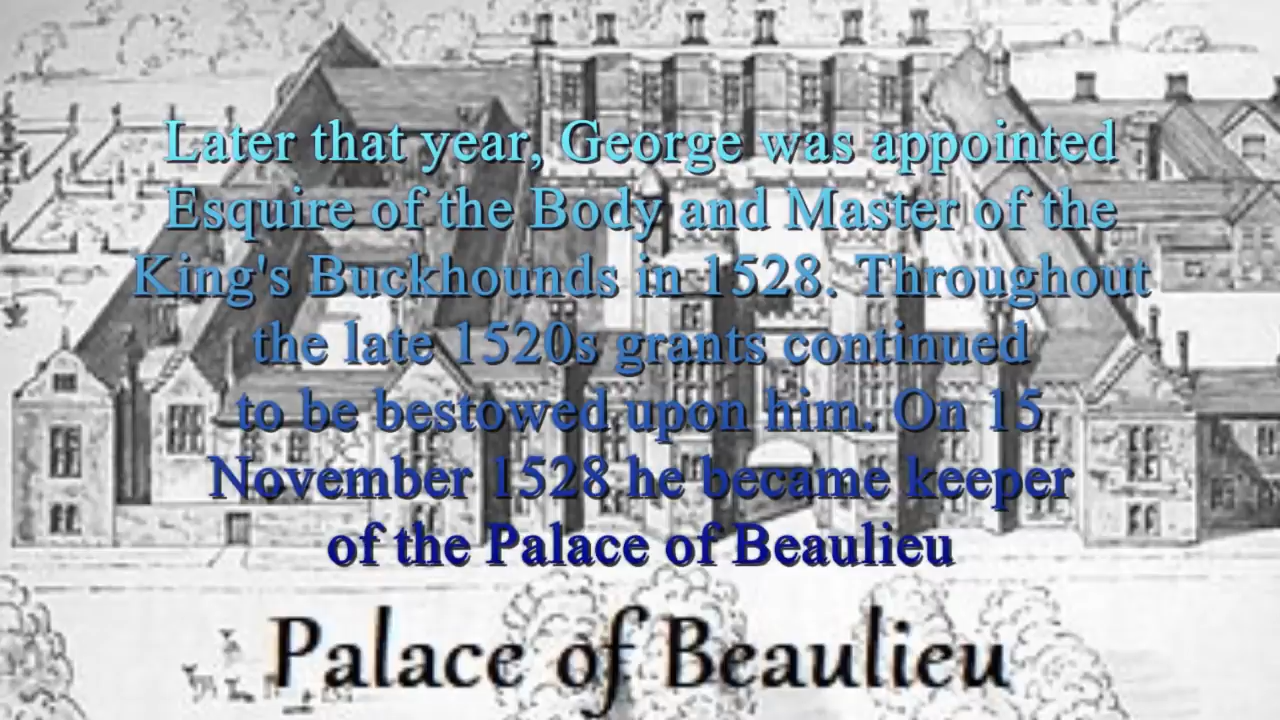 Later that year, George was appointed
Esquire of the Body and Master of the
King's Buckhounds in 1528. Throughout
the late 1520s grants continued
to be bestowed upon him. On 15
November 1528 he became keeper
of the Palace of Beaulieu
Palace of Beaulieu